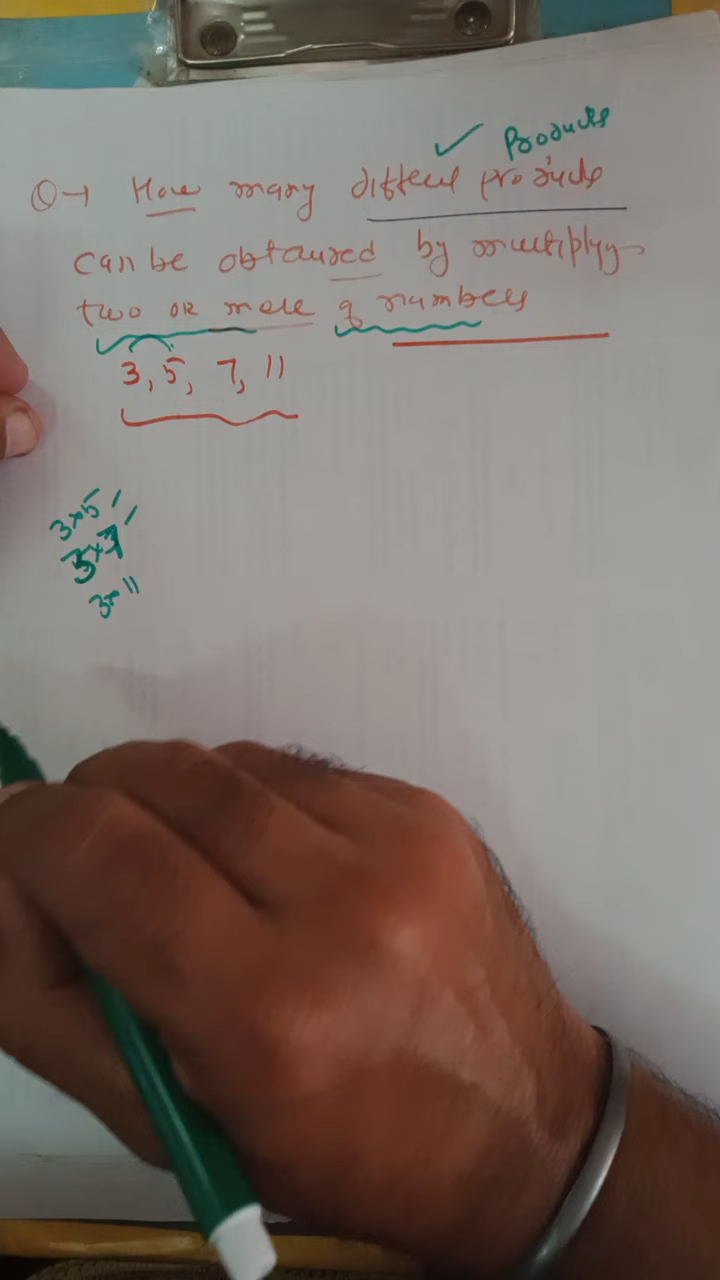 Products
Q→ How many different products
can be obtained by multiplying
two or more of numbers
3, 5, 7, 11
3×5
3×7
3×11